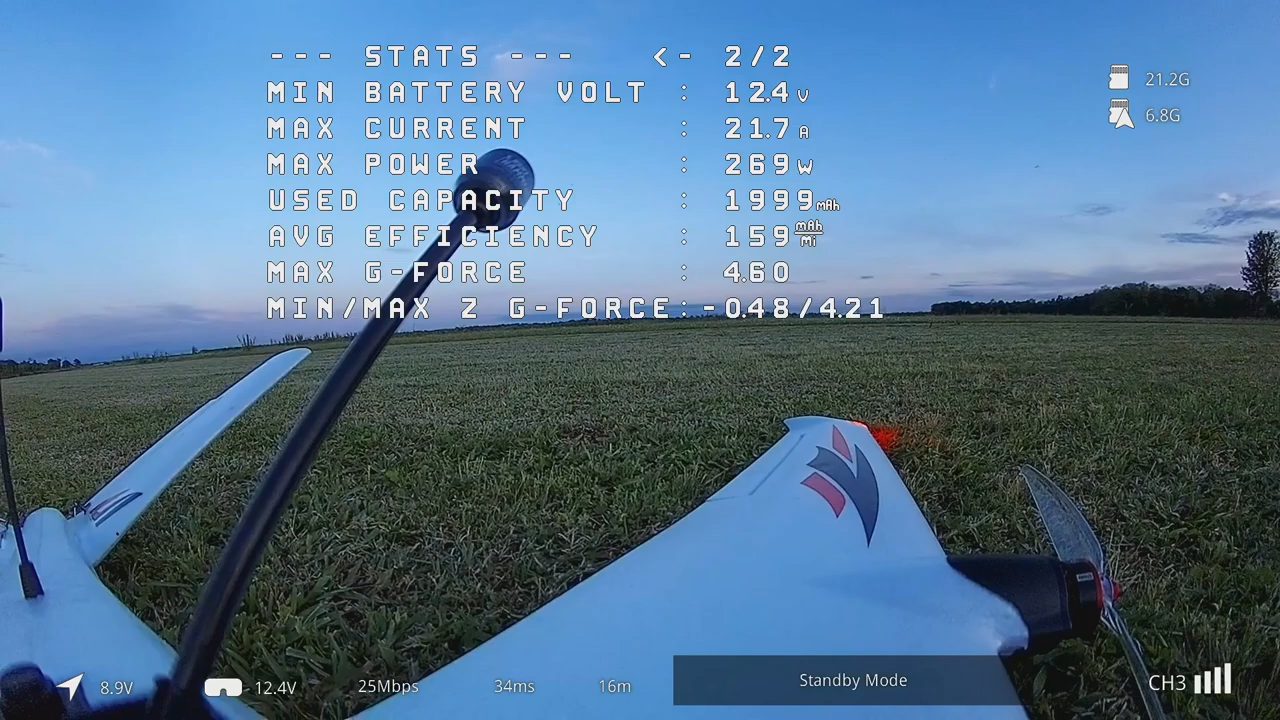 --- STATS --- <- 2/2
MIN BATTERY VOLT : 12.4V
MAX CURRENT : 21.7A
MAX POWER : 269W
USED CAPACITY : 1999mAh
AVG EFFICIENCY : 159mAh/Mi
MAX G-FORCE : 4.60
MIN/MAX Z G-FORCE:-0.48/4.21
21.2G
6.8G
8.9V 12.4V 25Mbps 34ms 16m Standby Mode CH3